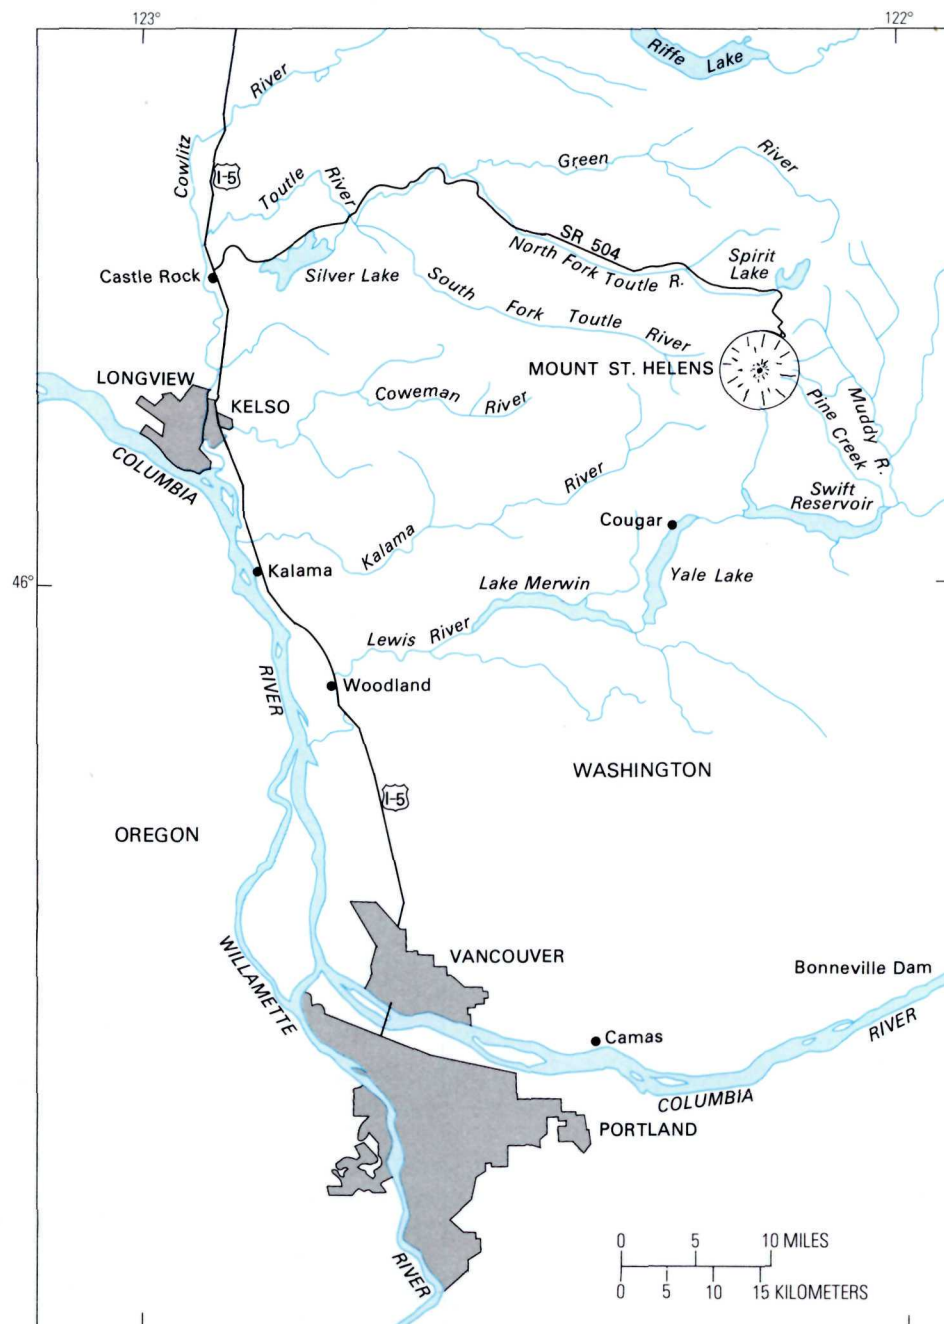 123°
122°
Riffe Lake
River
Cowlitz
I-5
Toutle River
Green River
SR 504
North Fork Toutle R.
Spirit
Lake
Castle Rock
Silver Lake
South Fork Toutle River
MOUNT ST. HELENS
LONGVIEW
KELSO
Coweman River
Pine Creek
Muddy R.
COLUMBIA
Kalama River
Swift
Reservoir
Cougar
46°
Kalama
Lake Merwin
Yale Lake
Lewis River
RIVER
Woodland
WASHINGTON
I-5
OREGON
VANCOUVER
WILLAMETTE
Bonneville Dam
RIVER
Camas
COLUMBIA
PORTLAND
RIVER
0 5 10 MILES
0 5 10 15 KILOMETERS